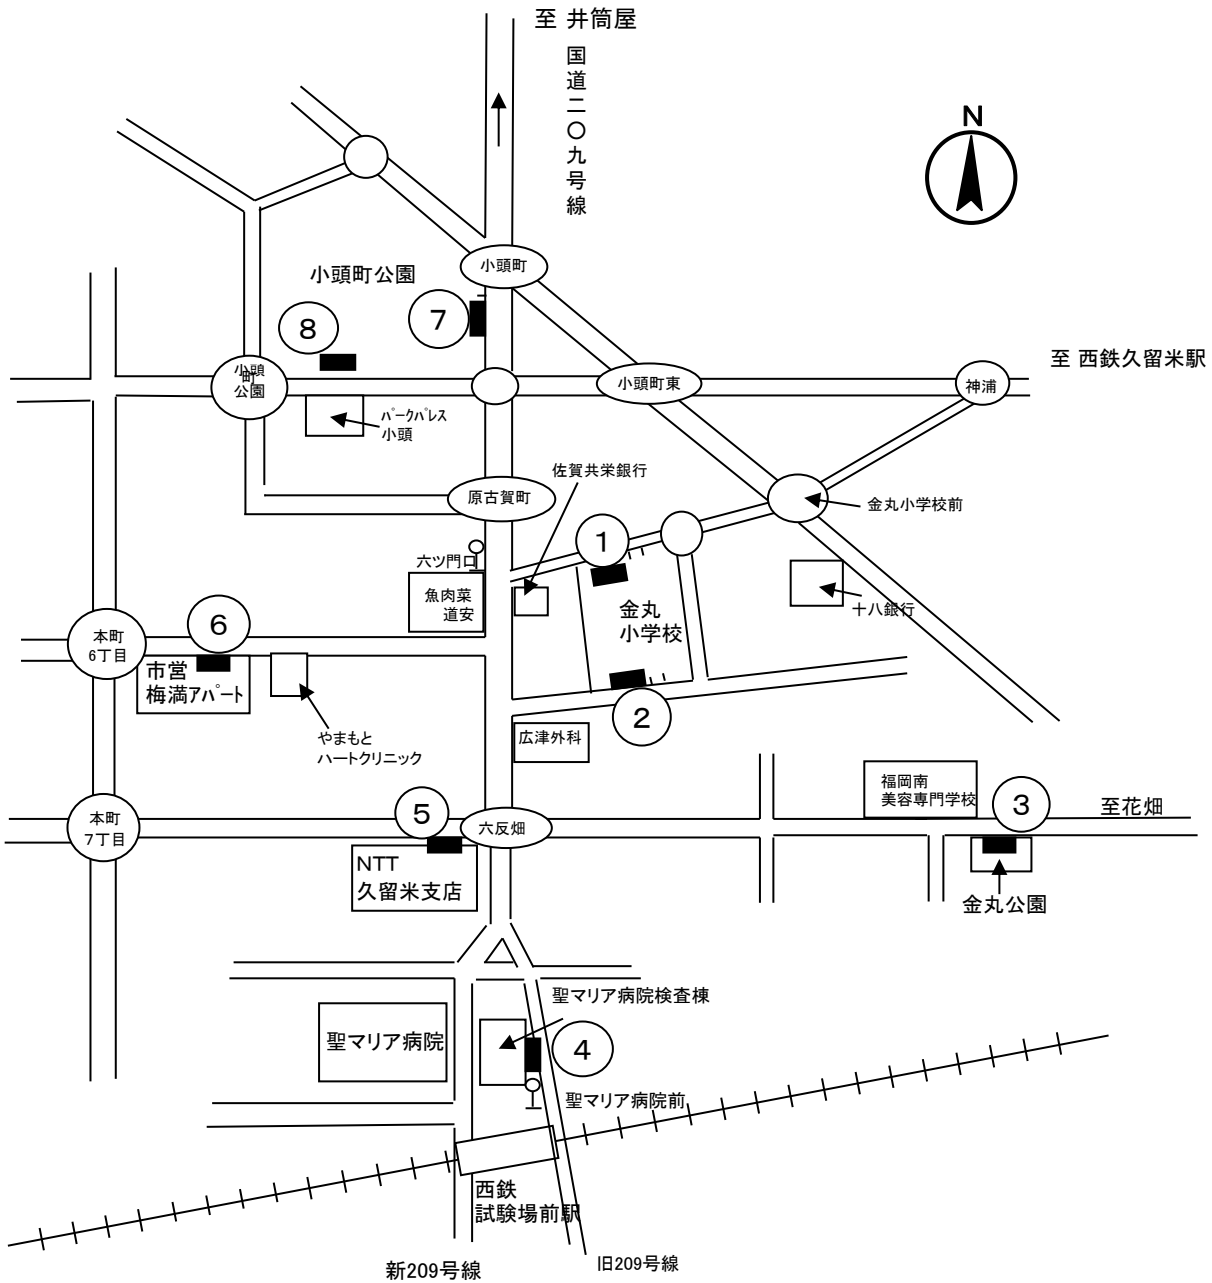 至 井筒屋
国道二〇九号線
N
小頭町
小頭町公園
7
8
至 西鉄久留米駅
小頭
町
公園
小頭町東
神浦
パークパレス
小頭
佐賀共栄銀行
原古賀町
金丸小学校前
1
六ツ門口
魚肉菜
道安
金丸
小学校
十八銀行
6
本町
6丁目
市営
梅満アパート
2
やまもと
ハートクリニック
広津外科
福岡南
美容専門学校
3
至花畑
5
本町
7丁目
六反畑
NTT
久留米支店
金丸公園
聖マリア病院検査棟
聖マリア病院
4
聖マリア病院前
西鉄
試験場前駅
新209号線
旧209号線